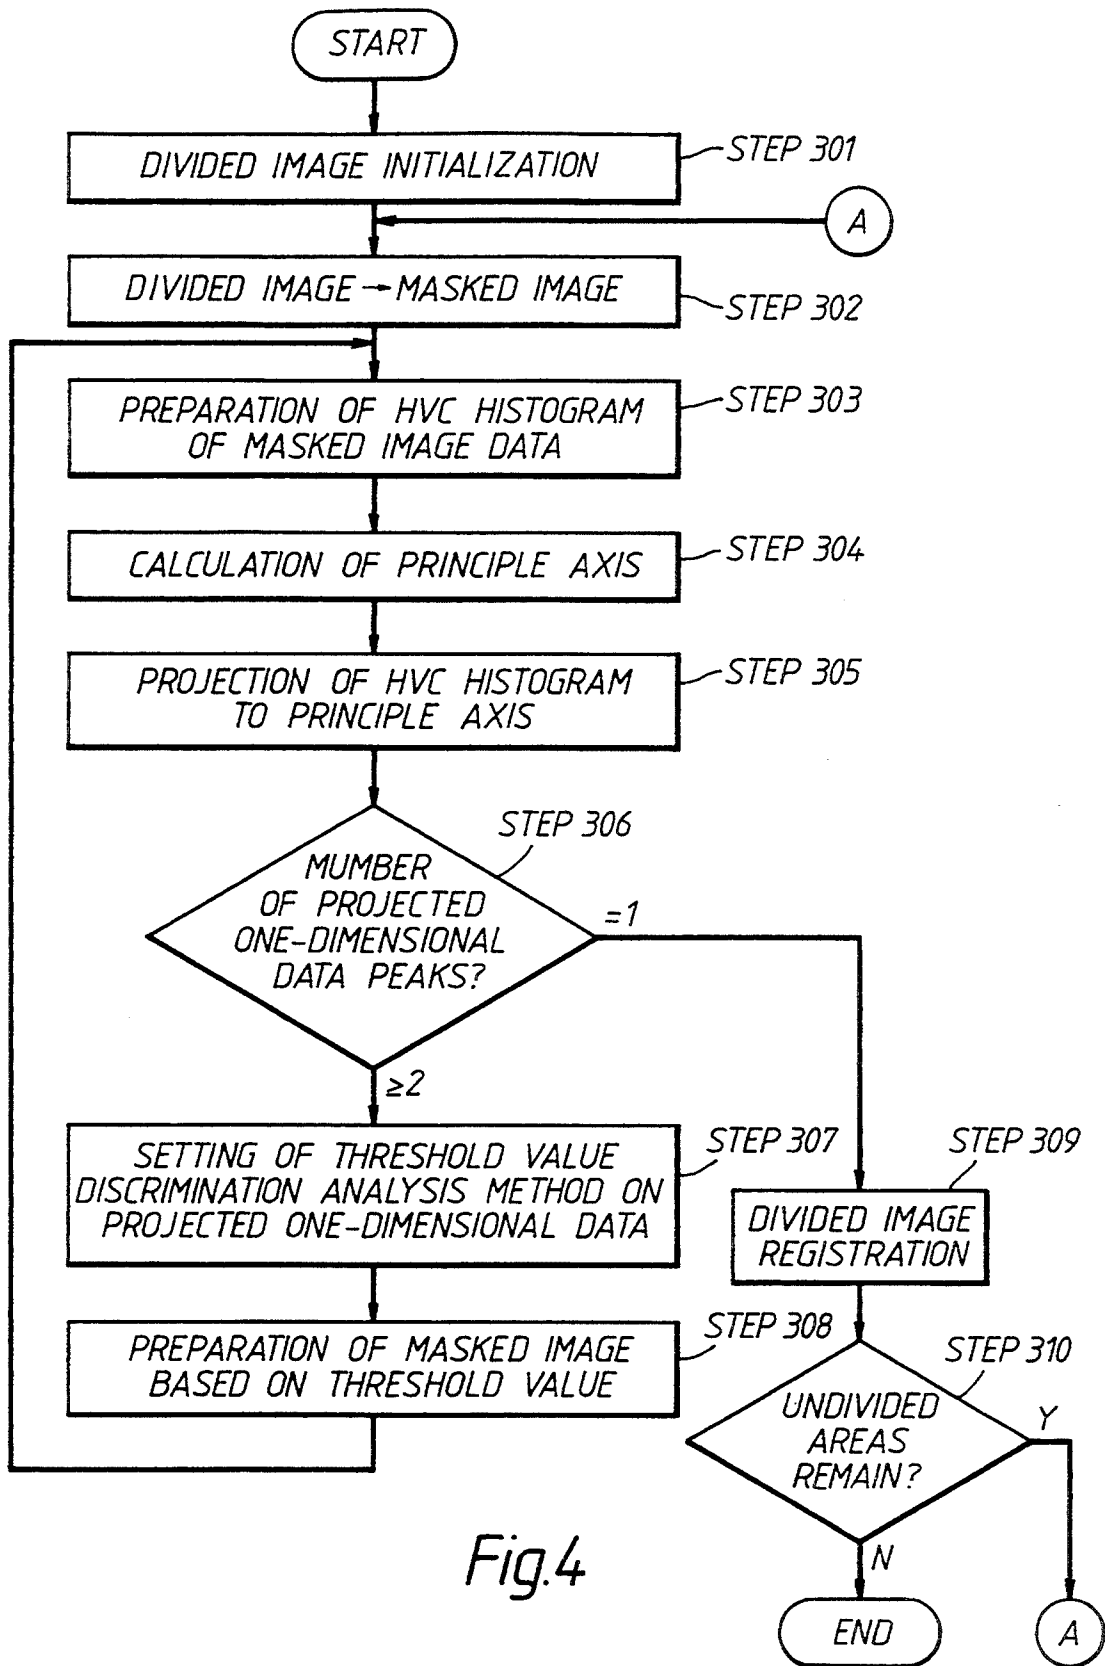 START
DIVIDED IMAGE INITIALIZATION
STEP 301
A
DIVIDED IMAGE → MASKED IMAGE
STEP 302
PREPARATION OF HVC HISTOGRAM
OF MASKED IMAGE DATA
STEP 303
CALCULATION OF PRINCIPLE AXIS
STEP 304
PROJECTION OF HVC HISTOGRAM
TO PRINCIPLE AXIS
STEP 305
STEP 306
MUMBER
OF PROJECTED
ONE-DIMENSIONAL
DATA PEAKS?
=1
≥2
SETTING OF THRESHOLD VALUE
DISCRIMINATION ANALYSIS METHOD ON
PROJECTED ONE-DIMENSIONAL DATA
STEP 307
PREPARATION OF MASKED IMAGE
BASED ON THRESHOLD VALUE
STEP 308
STEP 309
DIVIDED IMAGE
REGISTRATION
STEP 310
UNDIVIDED
AREAS
REMAIN?
Y
N
END
A
Fig.4